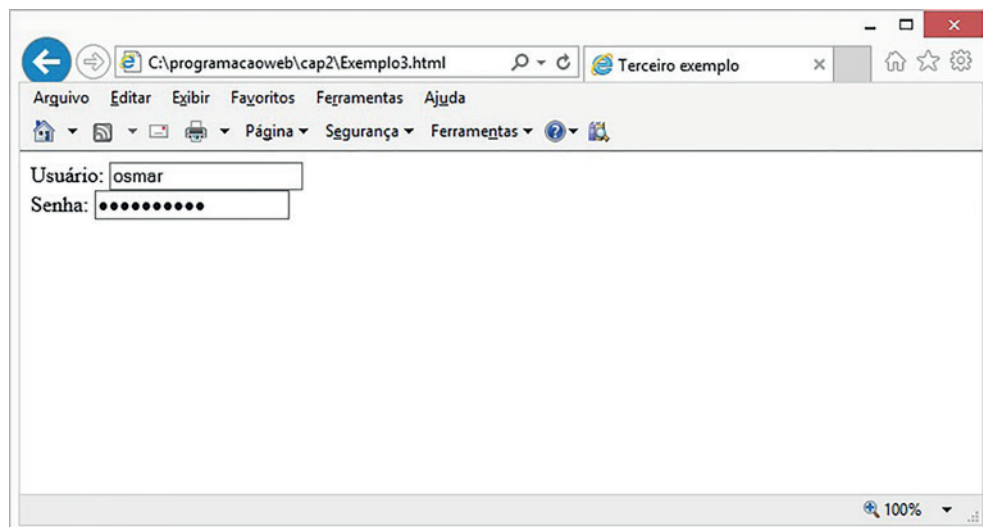 C:\programacaoweb\cap2\Exemplo3.html
Terceiro exemplo
Arquivo Editar Exibir Favoritos Ferramentas Ajuda
Página Segurança Ferramentas
Usuário: osmar
Senha: ••••••••••
100%